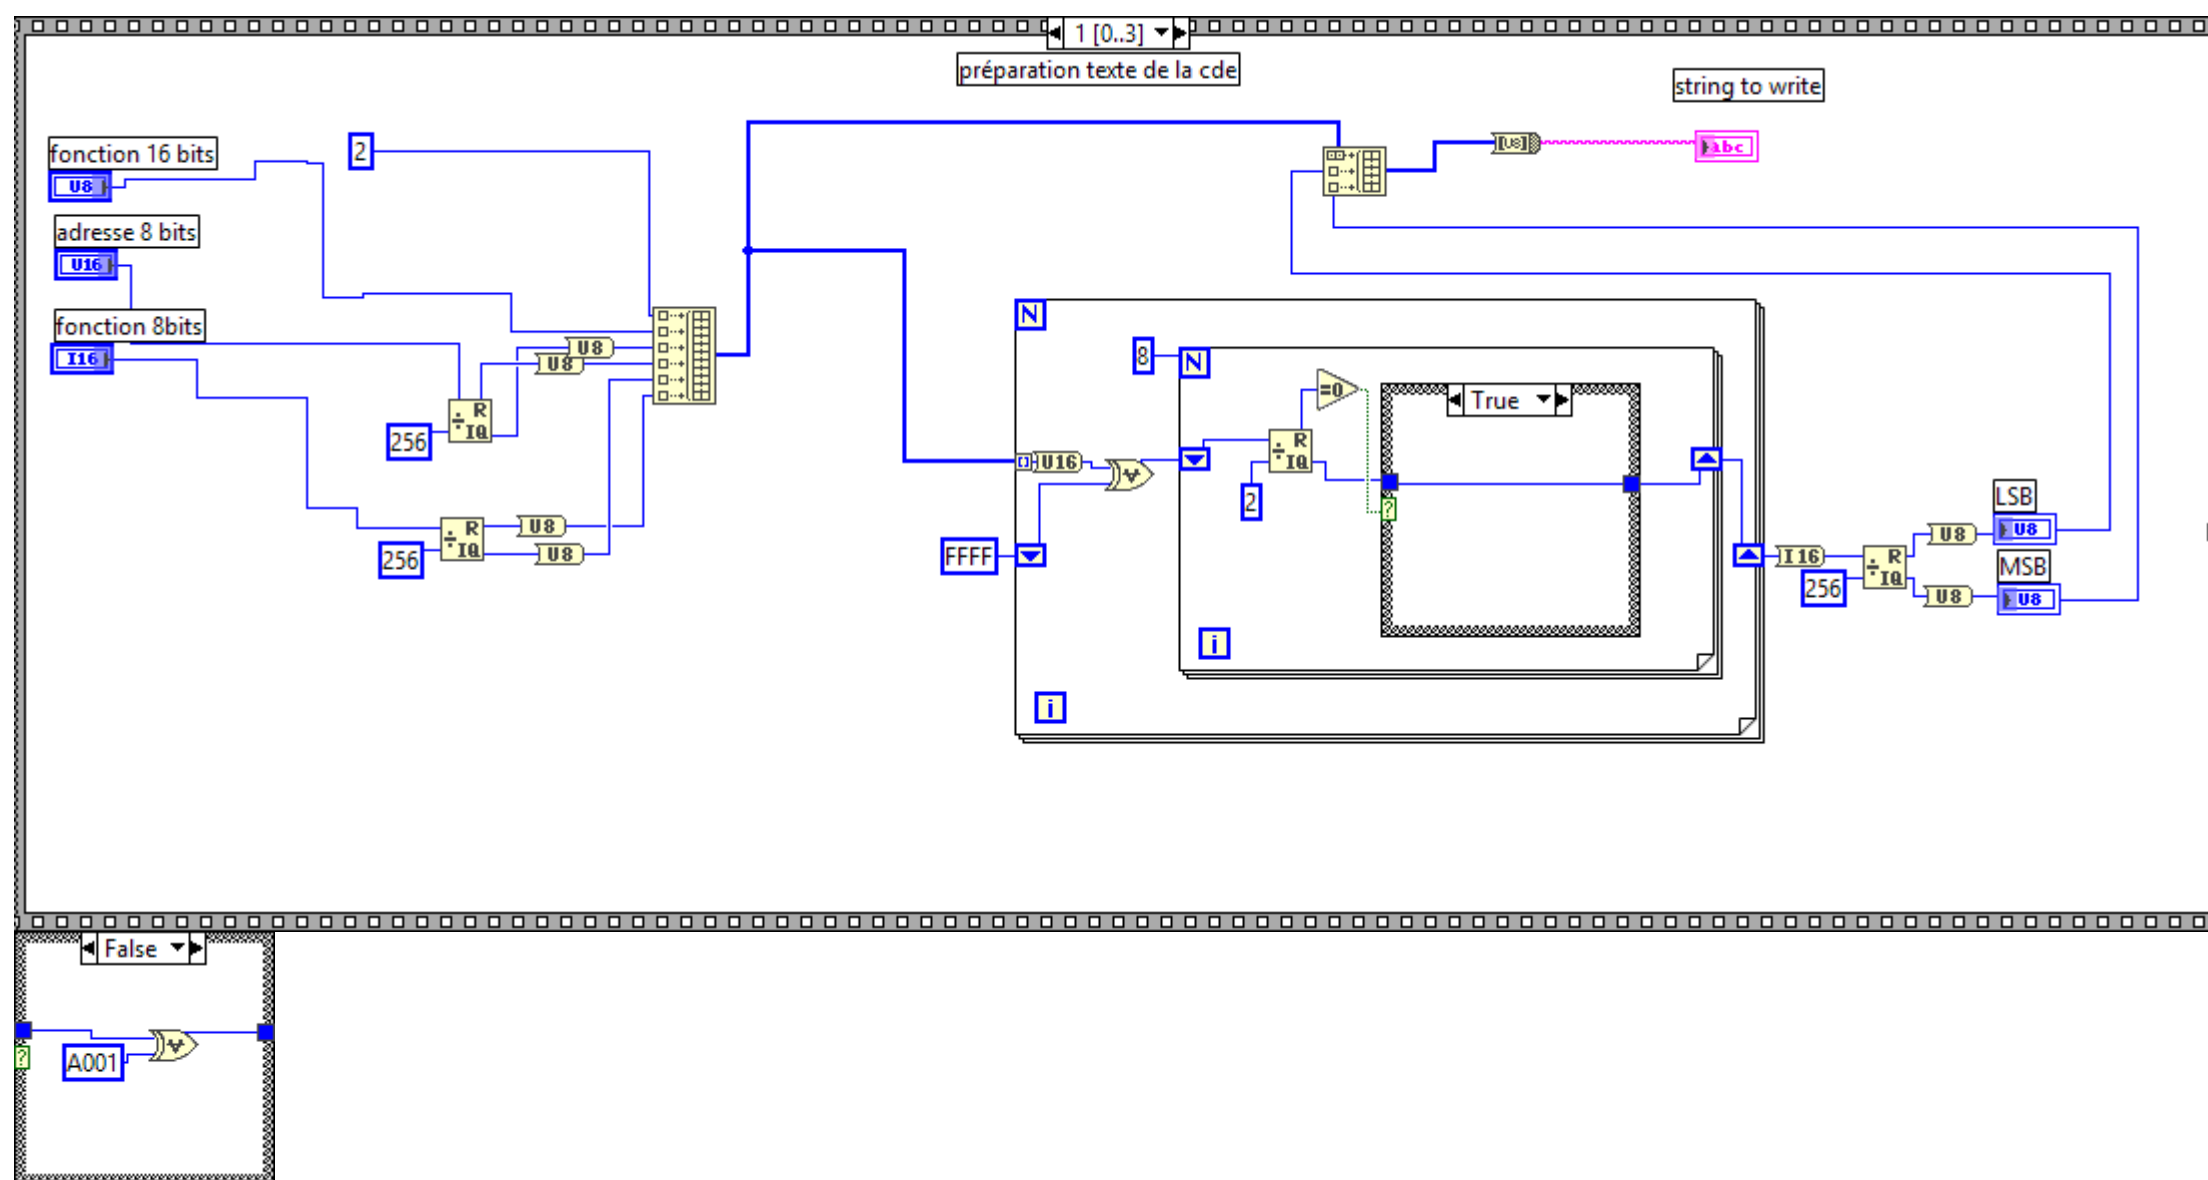 1 [0..3]
préparation texte de la cde
string to write
fonction 16 bits
2
U8
[U8]
abc
adresse 8 bits
U16
fonction 8bits
I16
U8
U8
256
R
IQ
256
R
IQ
U8
U8
N
8
N
=0
True
U16
R
IQ
2
FFFF
i
i
I16
256
R
IQ
U8
LSB
U8
U8
MSB
U8
False
?
A001
?